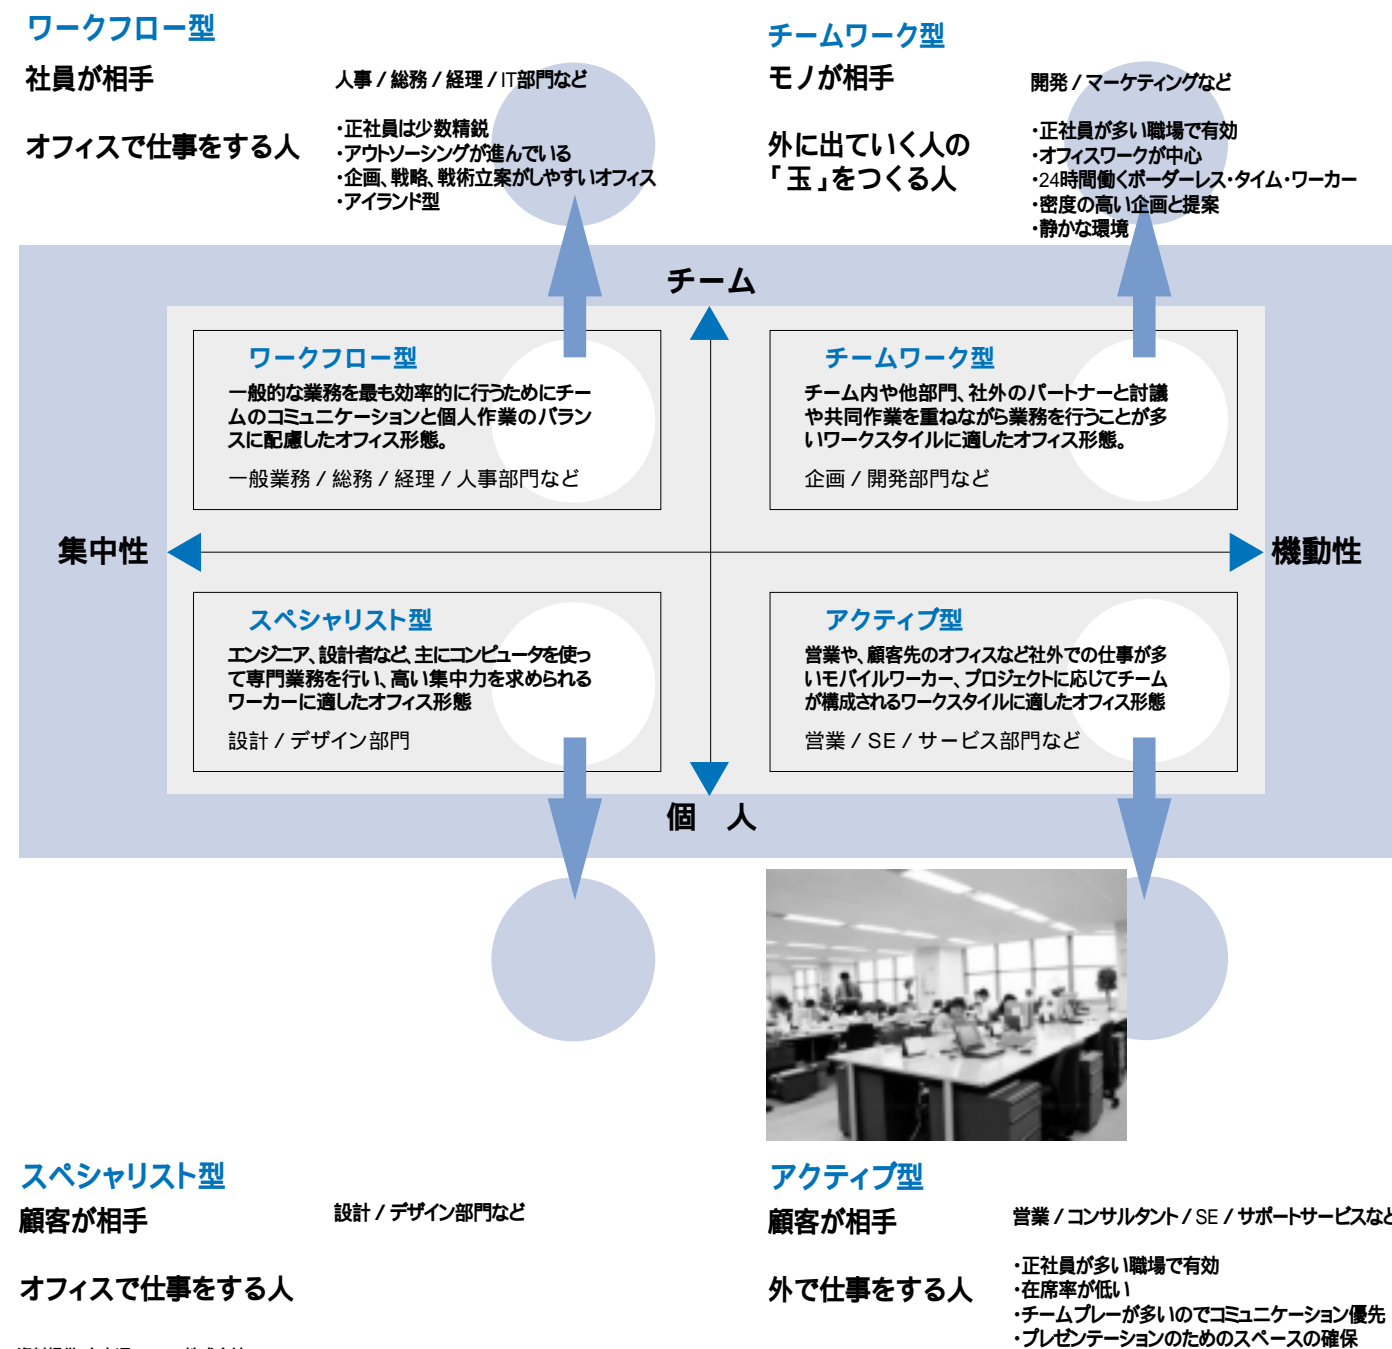 ワークフロー型
社員が相手
オフィスで仕事をする人
人事 / 総務 / 経理 / IT部門など
・正社員は少数精鋭
・アウトソーシングが進んでいる
・企画、戦略、戦術立案がしやすいオフィス
・アイランド型
チームワーク型
モノが相手
外に出ていく人の
「玉」をつくる人
開発 / マーケティングなど
・正社員が多い職場で有効
・オフィスワークが中心
・24時間働くボーダーレス・タイム・ワーカー
・密度の高い企画と提案
・静かな環境
チーム
ワークフロー型
一般的な業務を最も効率的に行うためにチー
ムのコミュニケーションと個人作業のバラン
スに配慮したオフィス形態。
一般業務 / 総務 / 経理 / 人事部門など
チームワーク型
チーム内や他部門、社外のパートナーと討議
や共同作業を重ねながら業務を行うことが多
いワークスタイルに適したオフィス形態。
企画 / 開発部門など
集中性
機動性
スペシャリスト型
エンジニア、設計者など、主にコンピュータを使っ
て専門業務を行い、高い集中力を求められる
ワーカーに適したオフィス形態
設計 / デザイン部門
アクティブ型
営業や、顧客先のオフィスなど社外での仕事が多
いモバイルワーカー、プロジェクトに応じてチーム
が構成されるワークスタイルに適したオフィス形態
営業 / SE / サービス部門など
個 人
スペシャリスト型
顧客が相手
オフィスで仕事をする人
設計 / デザイン部門など
アクティブ型
顧客が相手
外で仕事をする人
営業 / コンサルタント / SE / サポートサービスなど
・正社員が多い職場で有効
・在席率が低い
・チームプレーが多いのでコミュニケーション優先
・プレゼンテーションのためのスペースの確保